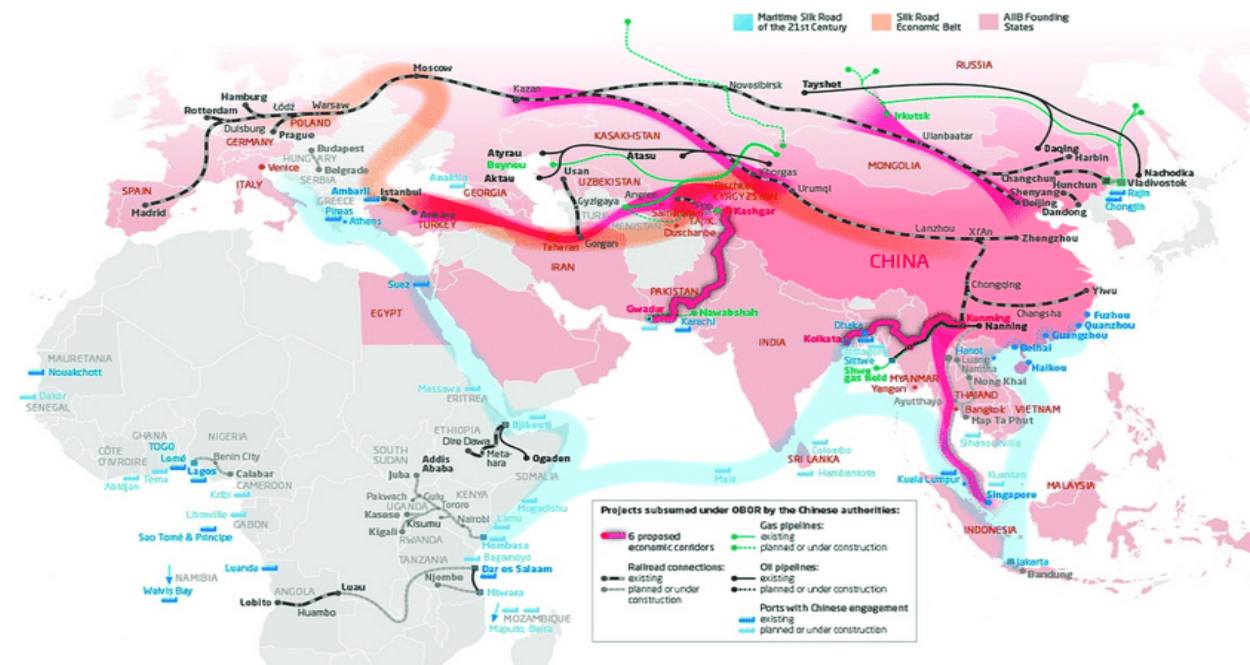 Maritime Silk Road
of the 21st Century
Silk Road
Economic Belt
AIIB Founding
States
RUSSIA
Moscow
Kazan
Novosibirsk
Tayshet
Irkutsk
Hamburg
Rotterdam
Łódź
Warsaw
POLAND
Duisburg
Prague
GERMANY
KASAKHSTAN
Ulanbaatar
Daqing
Harbin
MONGOLIA
Budapest
HUNGARY
Belgrade
SERBIA
Venice
ITALY
SPAIN
Madrid
Atyrau
Beyneu
Atasu
Aktau
Usan
UZBEKISTAN
Khorgas
Urumqi
Changchun
Hunchun
Nachodka
Vladivostok
Shenyang
Rajin
Chongjin
Beijing
Dandong
Ambarli
Istanbul
Anaklia
GEORGIA
GREECE
Athens
Ankara
TURKEY
Gyzlgaya
Angren
Pop
KYRGYZSTAN
Kashgar
Duschanbe
Teheran
Gorgan
IRAN
Lanzhou
Xi'An
Zhongzhou
CHINA
Suez
EGYPT
PAKISTAN
Gwadar
Nawabshah
Karachi
Chongqing
Yiwu
Changsha
Fuzhou
Quanzhou
Guangzhou
Kunming
Nanning
INDIA
Dhaka
Kolkata
Sittwe
Shwe
gas field
MYANMAR
Yangon
Hanoi
Luang
Namtha
Nong Khai
Haikou
MAURETANIA
Nouakchott
Dakar
SENEGAL
Massawa
ERITREA
Ayutthaya
Bangkok
VIETNAM
Map Ta Phut
Sihanoukville
GHANA
CÔTE
D'IVOIRE
TOGO
Lomé
NIGERIA
Benin City
Lagos
Tema
Abidjan
Calabar
CAMEROON
Kribi
Libreville
GABON
Sao Tomé & Principe
ETHIOPIA
Djibouti
Dire Dawa
Meta-
hara
Ogaden
SOUTH
SUDAN
Addis
Ababa
Juba
SOMALIA
Mogadishu
Colombo
SRI LANKA
Hambantota
Malé
Kuala Lumpur
Kuantan
Singapore
MALAYSIA
INDONESIA
Jakarta
Bandung
Pakwach
Gulu
KENYA
UGANDA
Tororo
Kasese
Kisumu
Nairobi
Lamu
Kigali
RWANDA
Mombasa
Bagamoyo
TANZANIA
Dar es Salaam
Njombo
Mtwara
Luanda
NAMIBIA
Walvis Bay
ANGOLA
Luau
Lobito
Huambo
MOZAMBIQUE
Maputo, Beira
Projects subsumed under OBOR by the Chinese authorities:
6 proposed
economic corridors
Railroad connections:
existing
planned or under
construction
Gas pipelines:
existing
planned or under construction
Oil pipelines:
existing
planned or under construction
Ports with Chinese engagement
existing
planned or under construction